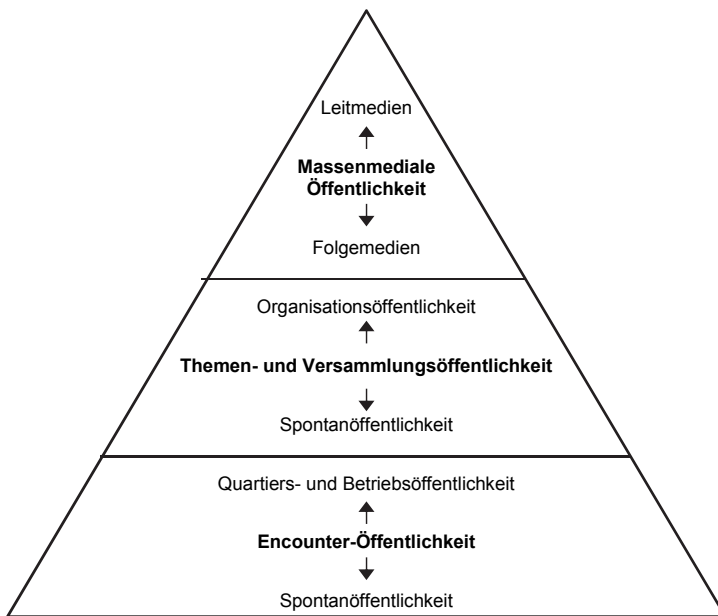 Leitmedien
Massenmediale
Öffentlichkeit
Folgemedien
Organisationsöffentlichkeit
Themen- und Versammlungsöffentlichkeit
Spontanöffentlichkeit
Quartiers- und Betriebsöffentlichkeit
Encounter-Öffentlichkeit
Spontanöffentlichkeit